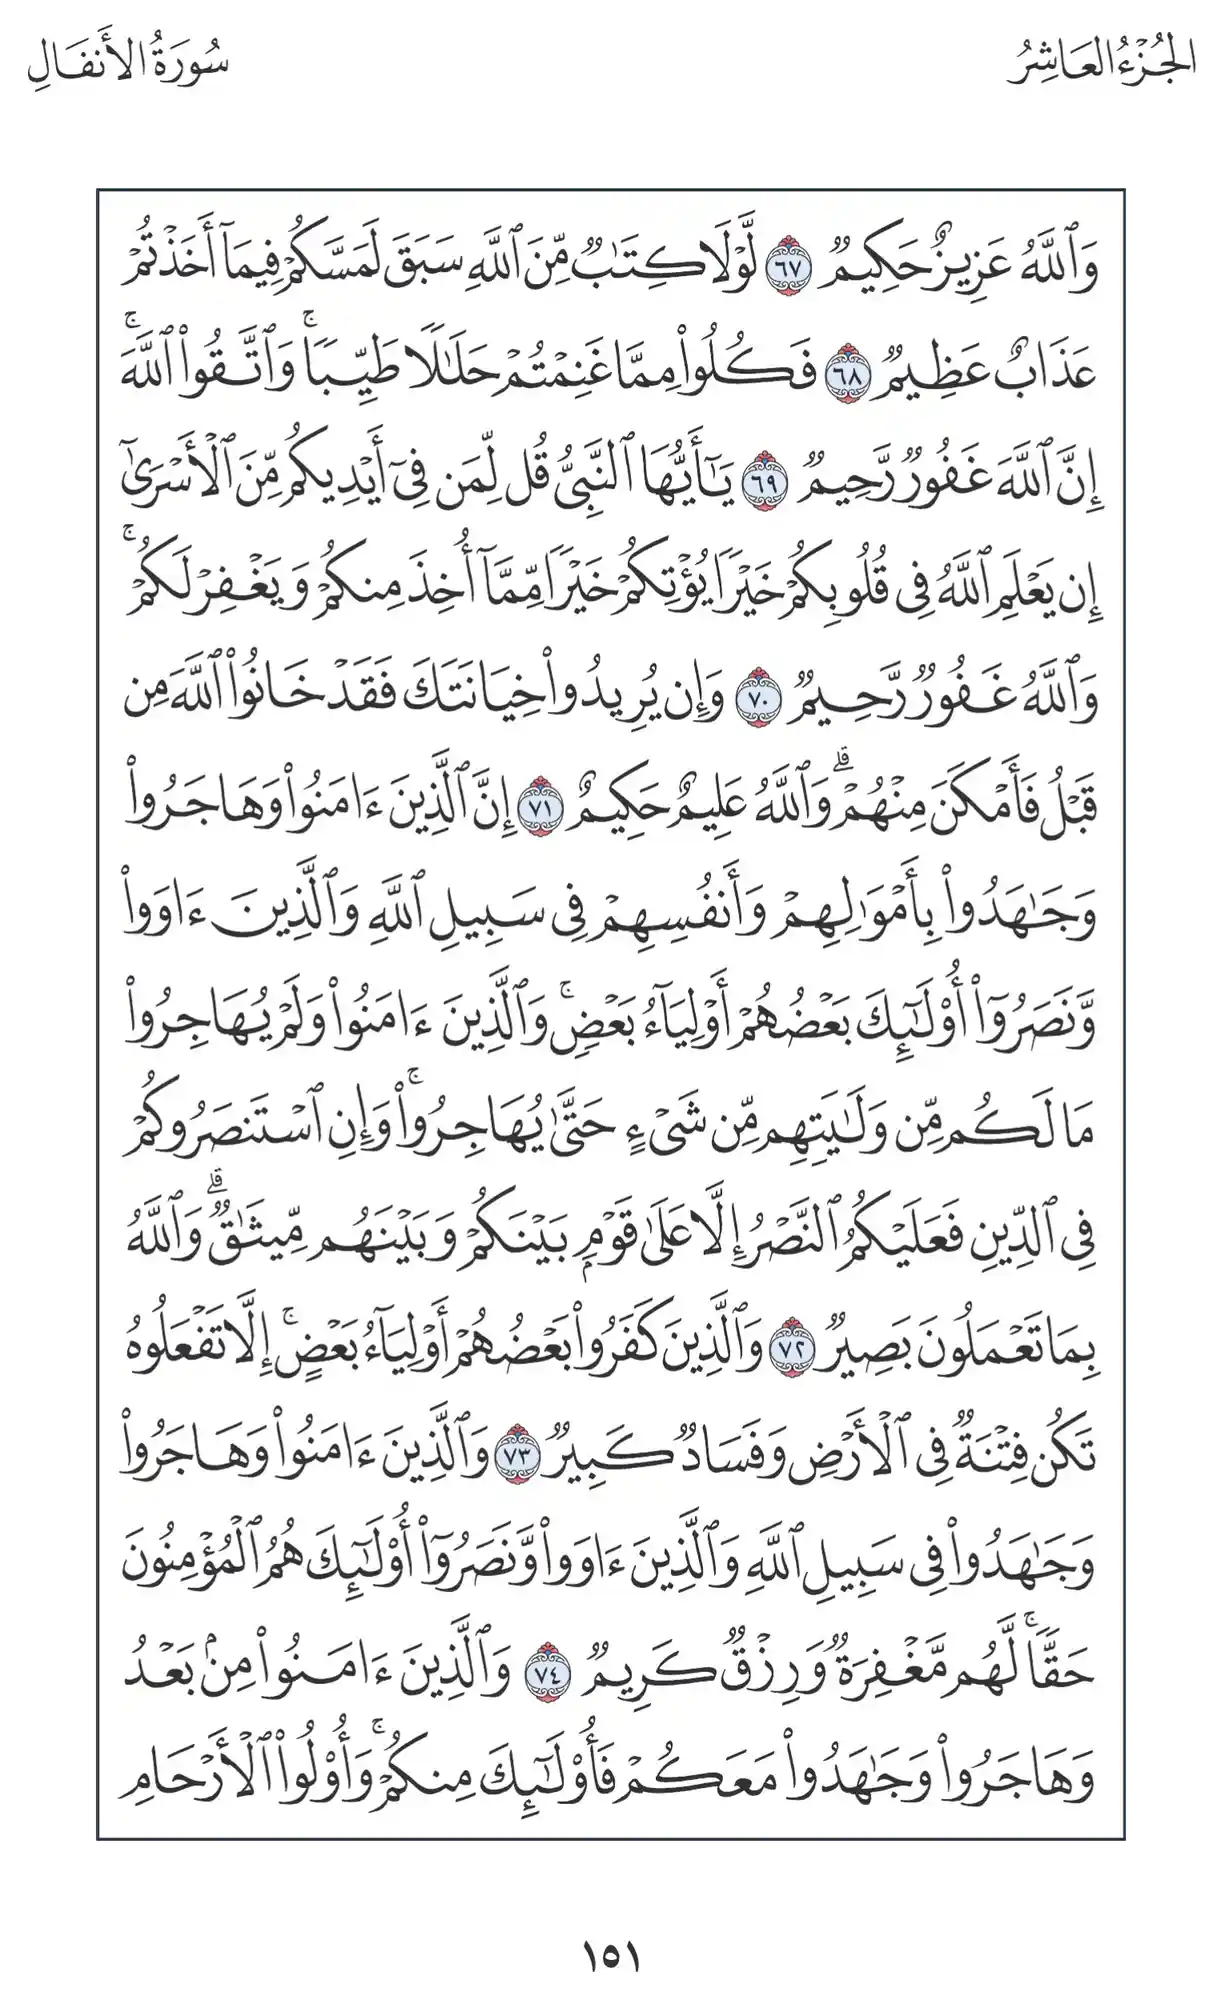 الجُزْءُ العَاشِرُ
سُورَةُ الأَنفَالِ
وَٱللَّهُ عَزِيزٌ حَكِيمٌ ٦٧ لَّوْلَا كِتَٰبٌ مِّنَ ٱللَّهِ سَبَقَ لَمَسَّكُمْ فِيمَآ أَخَذْتُمْ
عَذَابٌ عَظِيمٌ ٦٨ فَكُلُوا۟ مِمَّا غَنِمْتُمْ حَلَٰلًا طَيِّبًا ۚ وَٱتَّقُوا۟ ٱللَّهَ ۚ
إِنَّ ٱللَّهَ غَفُورٌ رَّحِيمٌ ٦٩ يَٰٓأَيُّهَا ٱلنَّبِىُّ قُل لِّمَن فِىٓ أَيْدِيكُم مِّنَ ٱلْأَسْرَىٰٓ
إِن يَعْلَمِ ٱللَّهُ فِى قُلُوبِكُمْ خَيْرًا يُؤْتِكُمْ خَيْرًا مِّمَّآ أُخِذَ مِنكُمْ وَيَغْفِرْ لَكُمْ ۚ
وَٱللَّهُ غَفُورٌ رَّحِيمٌ ٧٠ وَإِن يُرِيدُوا۟ خِيَانَتَكَ فَقَدْ خَانُوا۟ ٱللَّهَ مِن
قَبْلُ فَأَمْكَنَ مِنْهُمْ ۗ وَٱللَّهُ عَلِيمٌ حَكِيمٌ ٧١ إِنَّ ٱلَّذِينَ ءَامَنُوا۟ وَهَاجَرُوا۟
وَجَٰهَدُوا۟ بِأَمْوَٰلِهِمْ وَأَنفُسِهِمْ فِى سَبِيلِ ٱللَّهِ وَٱلَّذِينَ ءَاوَوا۟
وَّنَصَرُوٓا۟ أُو۟لَٰٓئِكَ بَعْضُهُمْ أَوْلِيَآءُ بَعْضٍ ۚ وَٱلَّذِينَ ءَامَنُوا۟ وَلَمْ يُهَاجِرُوا۟
مَا لَكُم مِّن وَلَٰيَتِهِم مِّن شَىْءٍ حَتَّىٰ يُهَاجِرُوا۟ ۚ وَإِنِ ٱسْتَنصَرُوكُمْ
فِى ٱلدِّينِ فَعَلَيْكُمُ ٱلنَّصْرُ إِلَّا عَلَىٰ قَوْمٍۭ بَيْنَكُمْ وَبَيْنَهُم مِّيثَٰقٌ ۗ وَٱللَّهُ
بِمَا تَعْمَلُونَ بَصِيرٌ ٧٢ وَٱلَّذِينَ كَفَرُوا۟ بَعْضُهُمْ أَوْلِيَآءُ بَعْضٍ ۚ إِلَّا تَفْعَلُوهُ
تَكُن فِتْنَةٌ فِى ٱلْأَرْضِ وَفَسَادٌ كَبِيرٌ ٧٣ وَٱلَّذِينَ ءَامَنُوا۟ وَهَاجَرُوا۟
وَجَٰهَدُوا۟ فِى سَبِيلِ ٱللَّهِ وَٱلَّذِينَ ءَاوَوا۟ وَّنَصَرُوٓا۟ أُو۟لَٰٓئِكَ هُمُ ٱلْمُؤْمِنُونَ
حَقًّا ۚ لَّهُم مَّغْفِرَةٌ وَرِزْقٌ كَرِيمٌ ٧٤ وَٱلَّذِينَ ءَامَنُوا۟ مِنۢ بَعْدُ
وَهَاجَرُوا۟ وَجَٰهَدُوا۟ مَعَكُمْ فَأُو۟لَٰٓئِكَ مِنكُمْ ۚ وَأُو۟لُوا۟ ٱلْأَرْحَامِ
١٥١